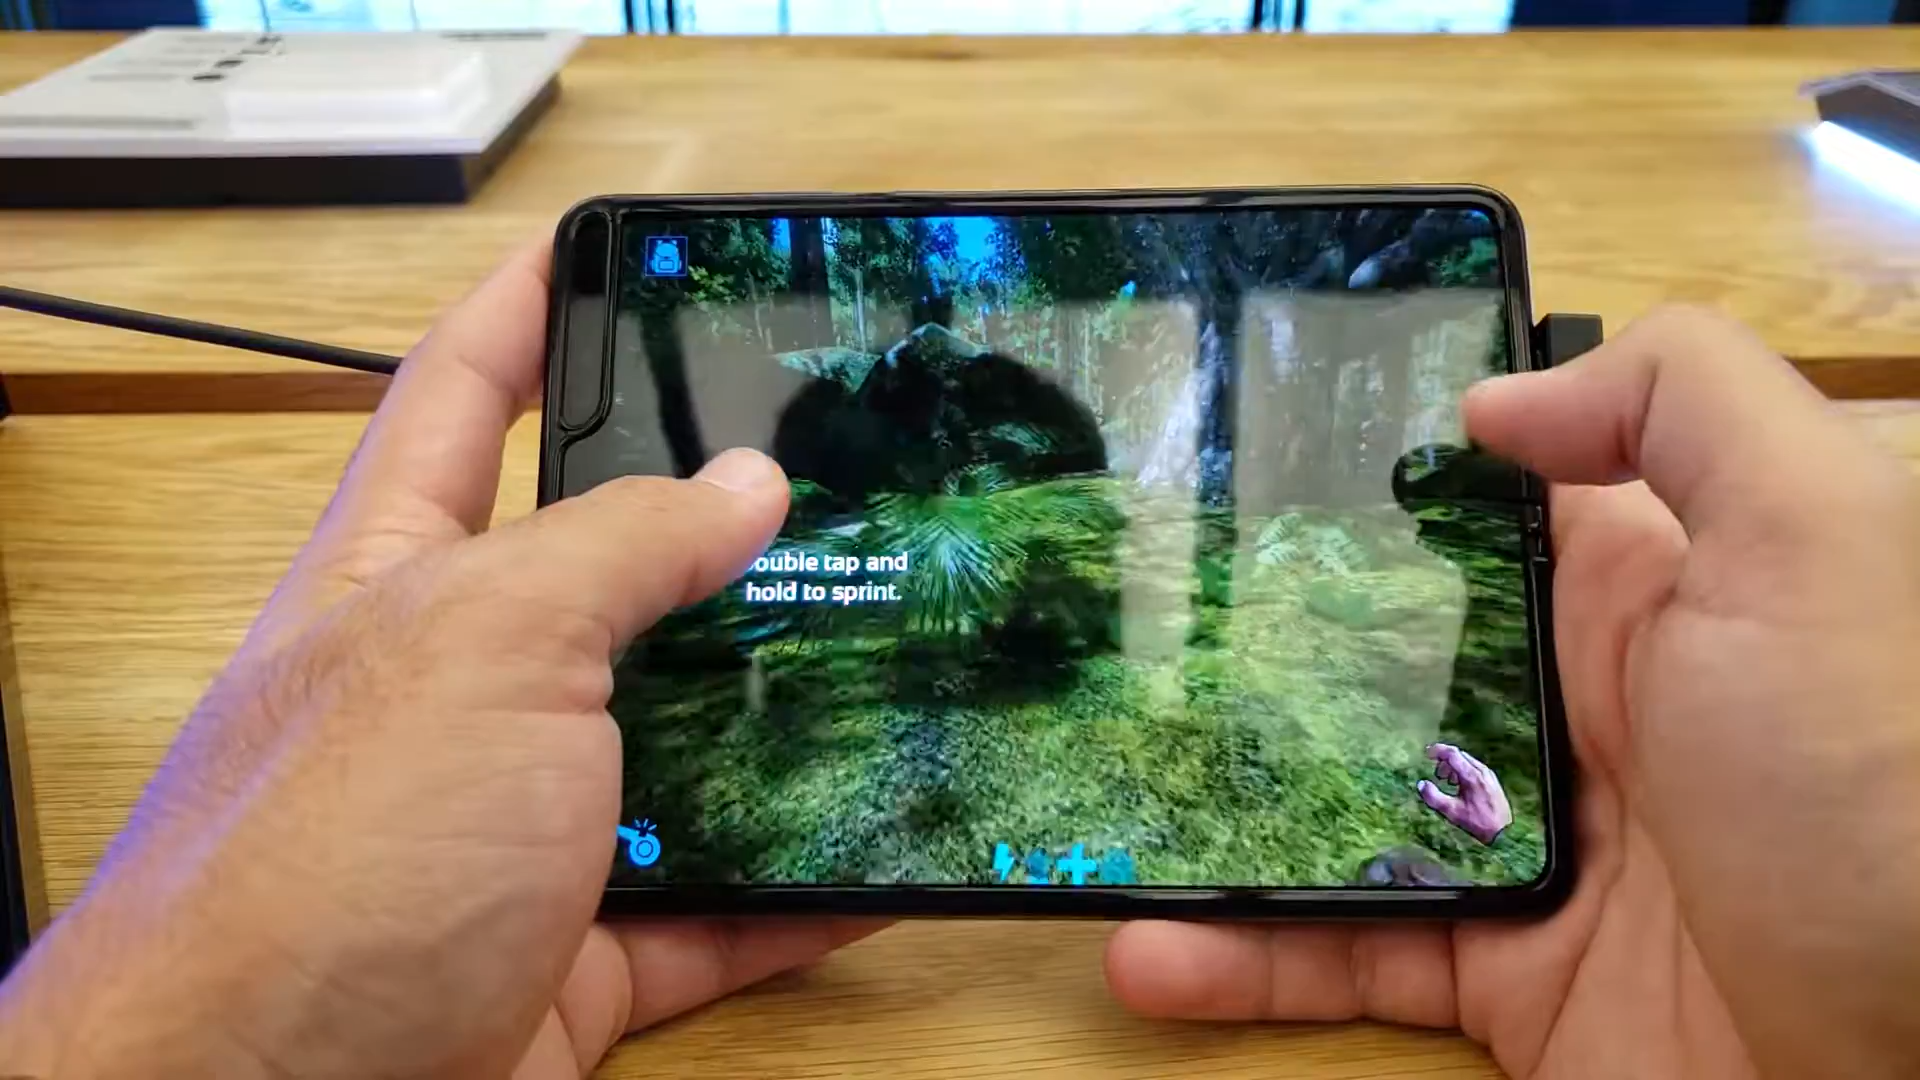 ouble tap and
hold to sprint.